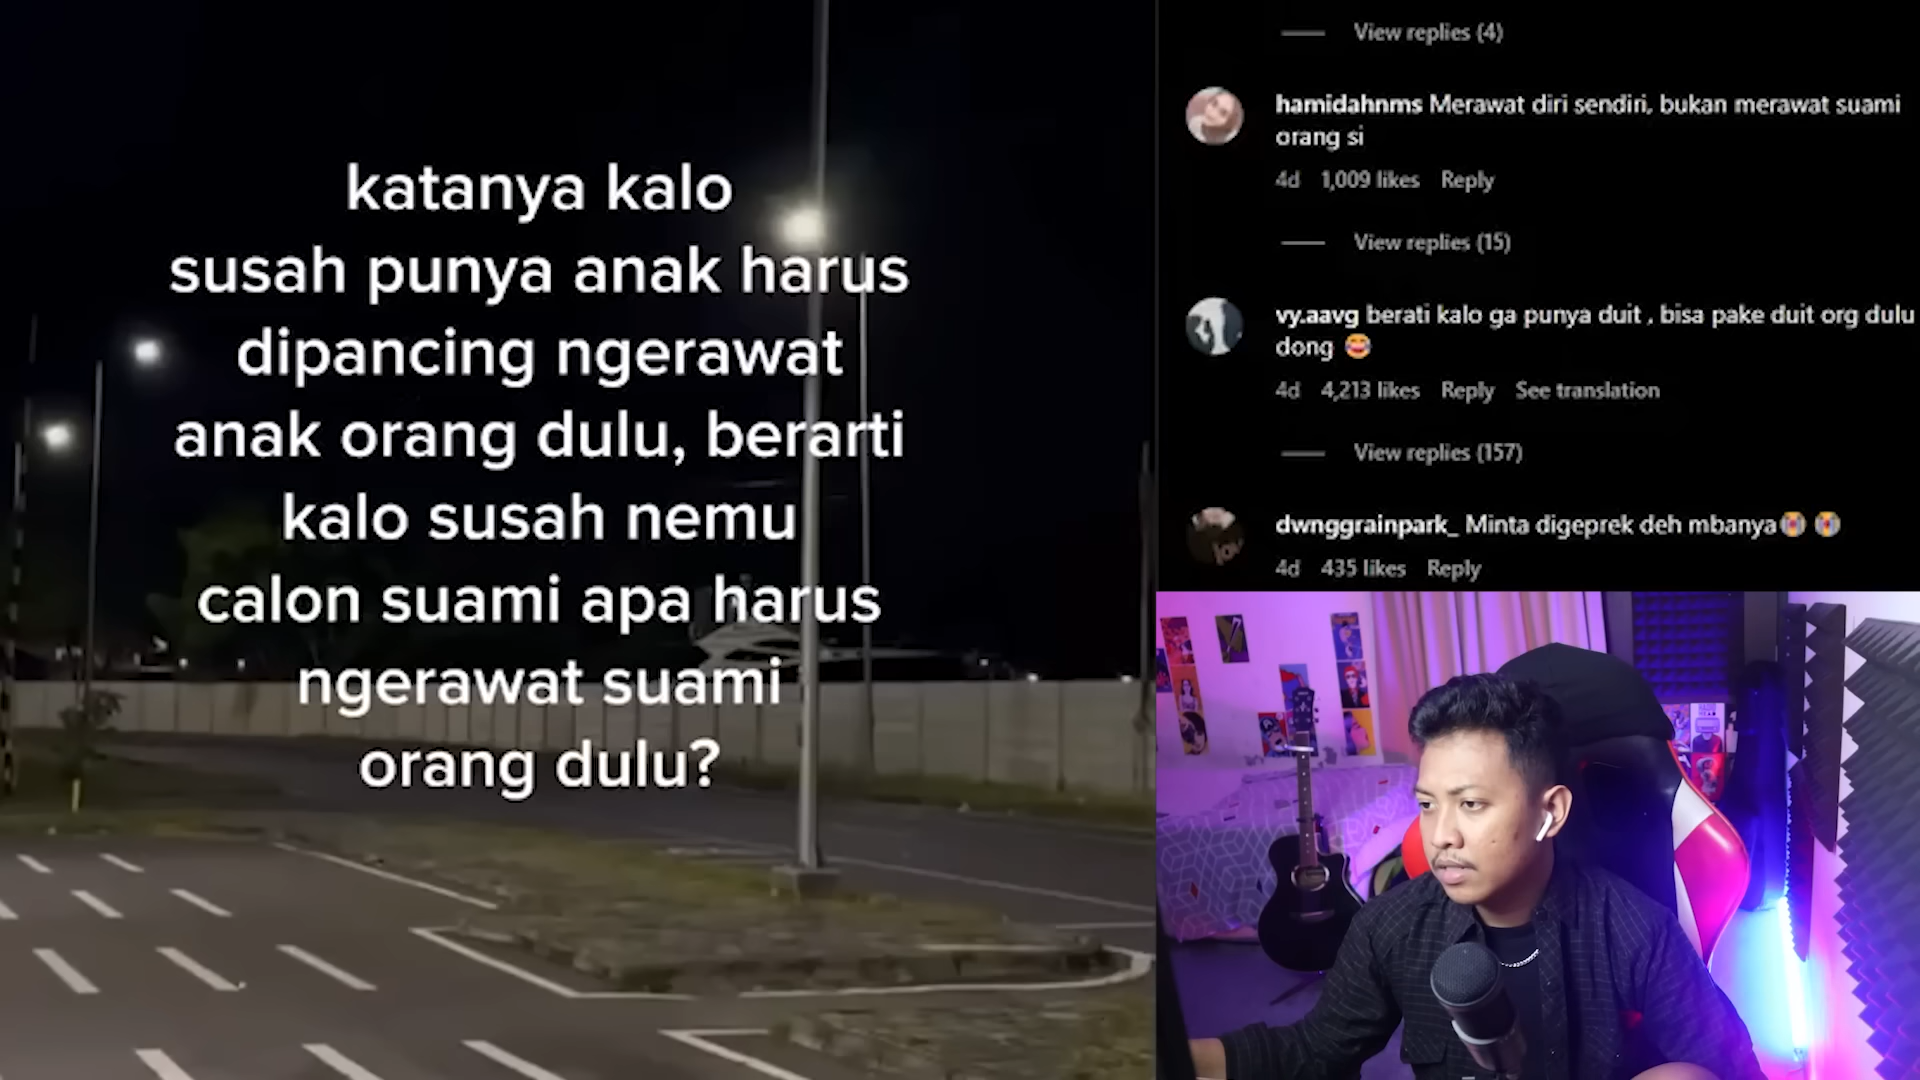 katanya kalo
susah punya anak harus
dipancing ngerawat
anak orang dulu, berarti
kalo susah nemu
calon suami apa harus
ngerawat suami
orang dulu?
View replies (4)
hamidahnms Merawat diri sendiri, bukan merawat suami
orang si
4d 1,009 likes Reply
View replies (15)
vy.aavg berati kalo ga punya duit , bisa pake duit org dulu
dong 😂
4d 4,213 likes Reply See translation
View replies (157)
dwnggrainpark_ Minta digeprek deh mbanya😭 😭
4d 435 likes Reply